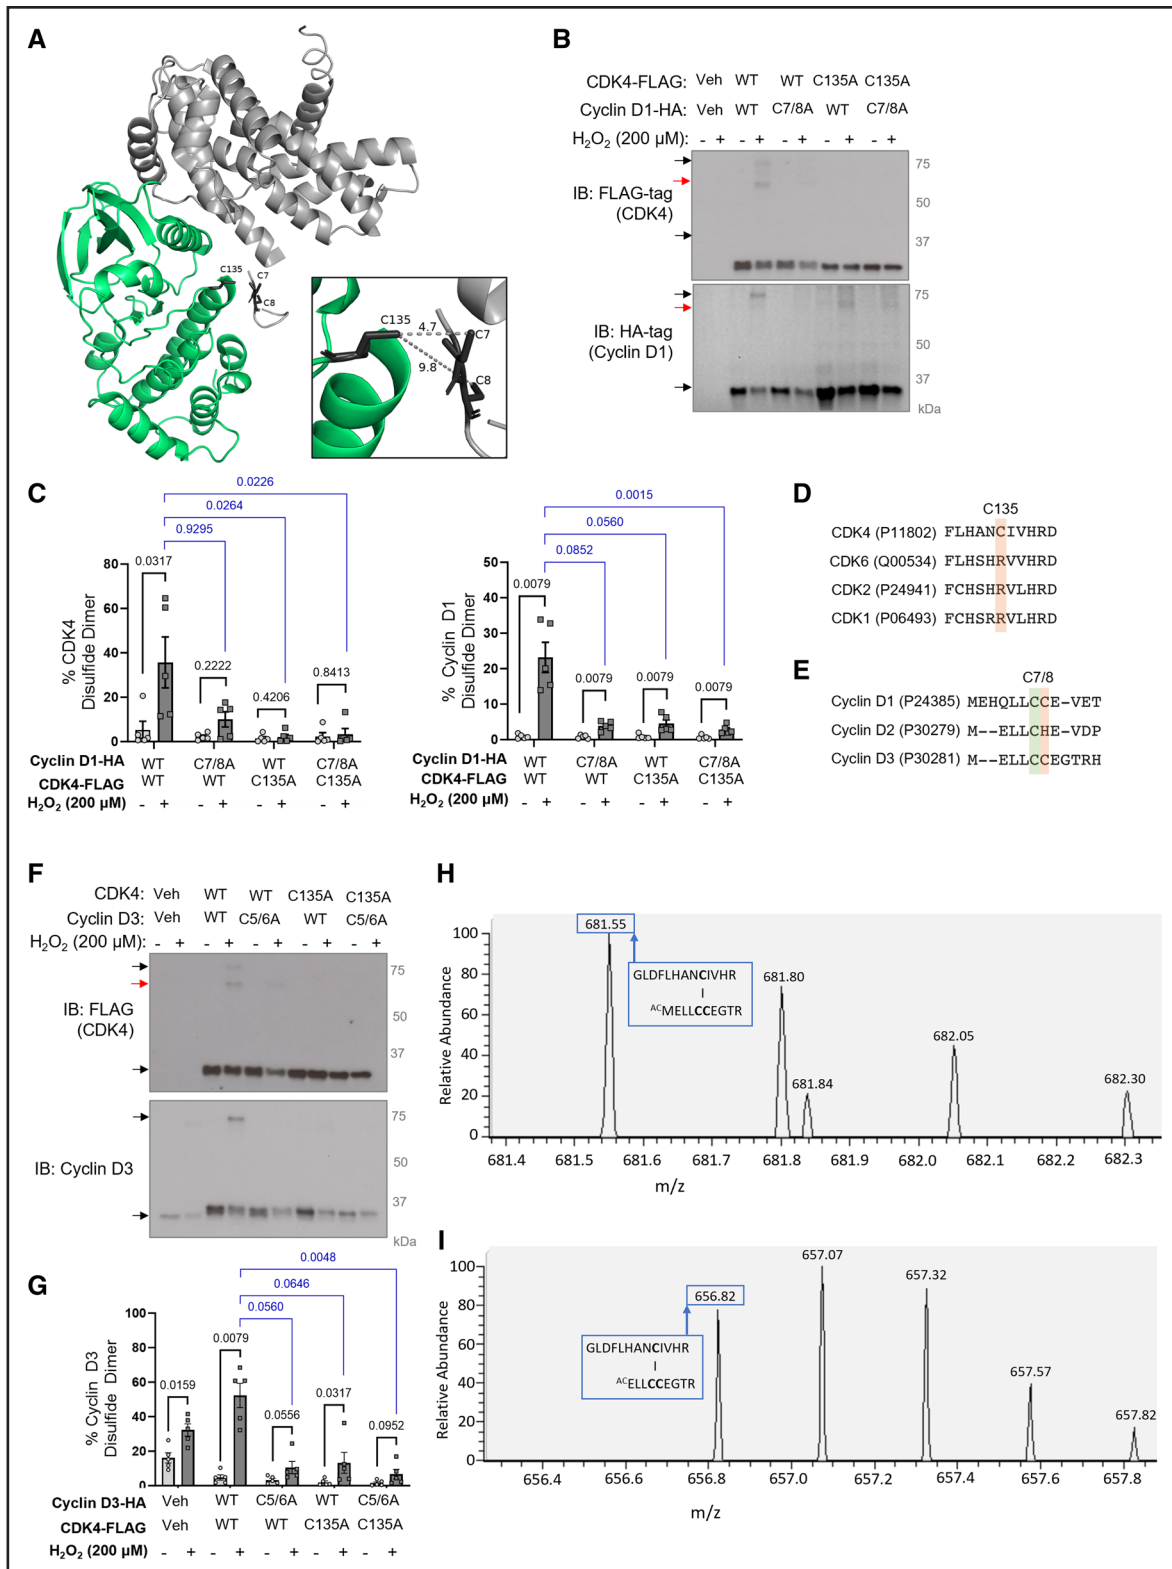 A
C135
C7
C8
C135
4.7
C7
9.8
C8
B
CDK4-FLAG: Veh WT WT C135A C135A
Cyclin D1-HA: Veh WT C7/8A WT C7/8A
H₂O₂ (200 µM): - + - + - + - + - +
IB: FLAG-tag
(CDK4)
75
50
37
IB: HA-tag
(Cyclin D1)
75
50
37
kDa
C
0.0226
0.0264
0.9295
0.0317
0.2222
0.4206
0.8413
% CDK4
Disulfide Dimer
80
60
40
20
0
Cyclin D1-HA WT C7/8A WT C7/8A
CDK4-FLAG WT WT C135A C135A
H₂O₂ (200 µM) - + - + - + - +
0.0015
0.0560
0.0852
0.0079
0.0079
0.0079
0.0079
% Cyclin D1
Disulfide Dimer
50
40
30
20
10
0
Cyclin D1-HA WT C7/8A WT C7/8A
CDK4-FLAG WT WT C135A C135A
H₂O₂ (200 µM) - + - + - + - +
D
C135
CDK4 (P11802) FLHANCIVHRD
CDK6 (Q00534) FLHSHRVVHRD
CDK2 (P24941) FCHSHRVLHRD
CDK1 (P06493) FCHSRRVLHRD
E
C7/8
Cyclin D1 (P24385) MEHQLLCCE-VET
Cyclin D2 (P30279) M--ELLCHE-VDP
Cyclin D3 (P30281) M--ELLCCEGTRH
F
CDK4: Veh WT WT C135A C135A
Cyclin D3: Veh WT C5/6A WT C5/6A
H₂O₂ (200 µM): - + - + - + - + - +
IB: FLAG
(CDK4)
75
50
37
IB: Cyclin D3
75
50
37
kDa
G
0.0048
0.0646
0.0560
0.0079
0.0159
0.0556
0.0317
0.0952
% Cyclin D3
Disulfide Dimer
100
80
60
40
20
0
Cyclin D3-HA Veh WT C5/6A WT C5/6A
CDK4-FLAG Veh WT WT C135A C135A
H₂O₂ (200 µM) - + - + - + - + - +
H
Relative Abundance
100
80
60
40
20
0
681.55
GLDFLHANCIVHR
ACMELLCCEGTR
681.80
681.84
682.05
682.30
681.4 681.5 681.6 681.7 681.8 681.9 682.0 682.1 682.2 682.3
m/z
I
Relative Abundance
100
80
60
40
20
0
656.82
GLDFLHANCIVHR
ACELLCCEGTR
657.07
657.32
657.57
657.82
656.4 656.6 656.8 657.0 657.2 657.4 657.6 657.8
m/z